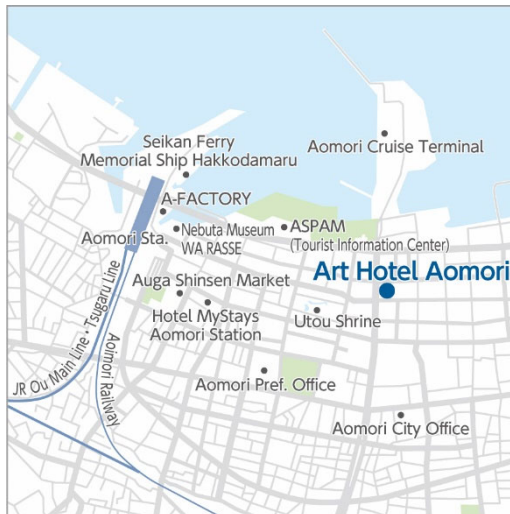 Seikan Ferry
Memorial Ship Hakkodamaru
Aomori Cruise Terminal
A-FACTORY
Aomori Sta.
Nebuta Museum
WA RASSE
ASPAM
(Tourist Information Center)
Art Hotel Aomori
Auga Shinsen Market
Hotel MyStays
Aomori Station
Utou Shrine
JR Ou Main Line・Tsugaru Line
Aoimori Railway
Aomori Pref. Office
Aomori City Office